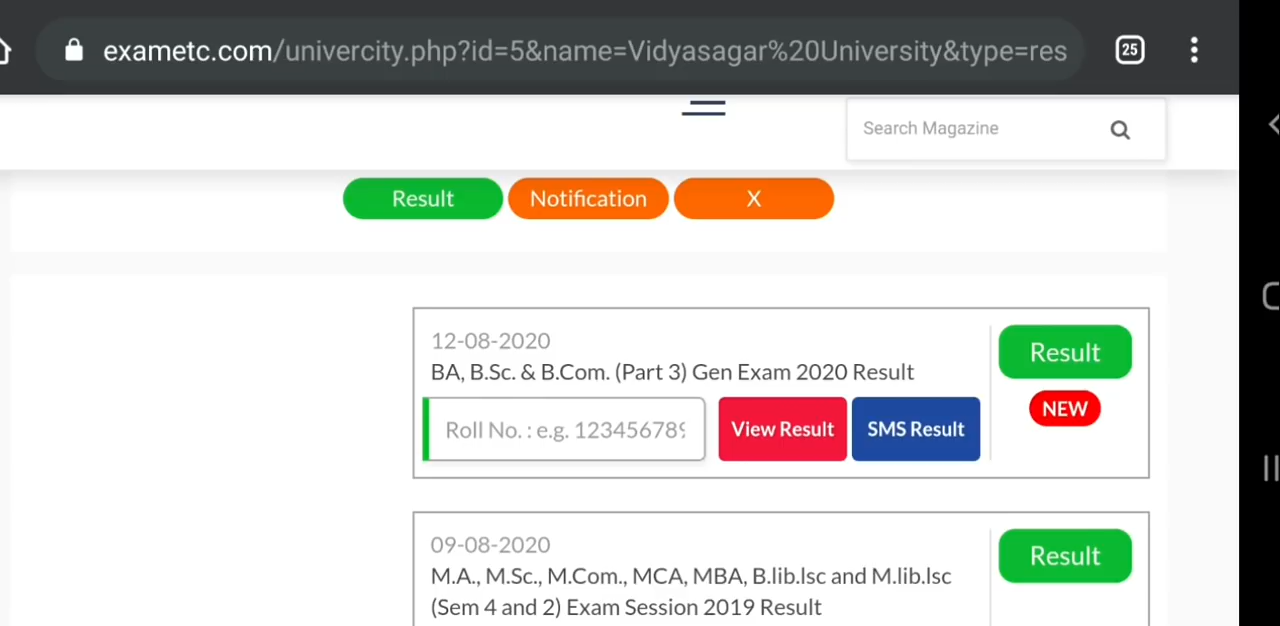 exametc.com/univercity.php?id=5&name=Vidyasagar%20University&type=res
25
Search Magazine
Result
Notification
X
12-08-2020
BA, B.Sc. & B.Com. (Part 3) Gen Exam 2020 Result
Roll No. : e.g. 123456789
View Result
SMS Result
Result
NEW
09-08-2020
M.A., M.Sc., M.Com., MCA, MBA, B.lib.lsc and M.lib.lsc
(Sem 4 and 2) Exam Session 2019 Result
Result